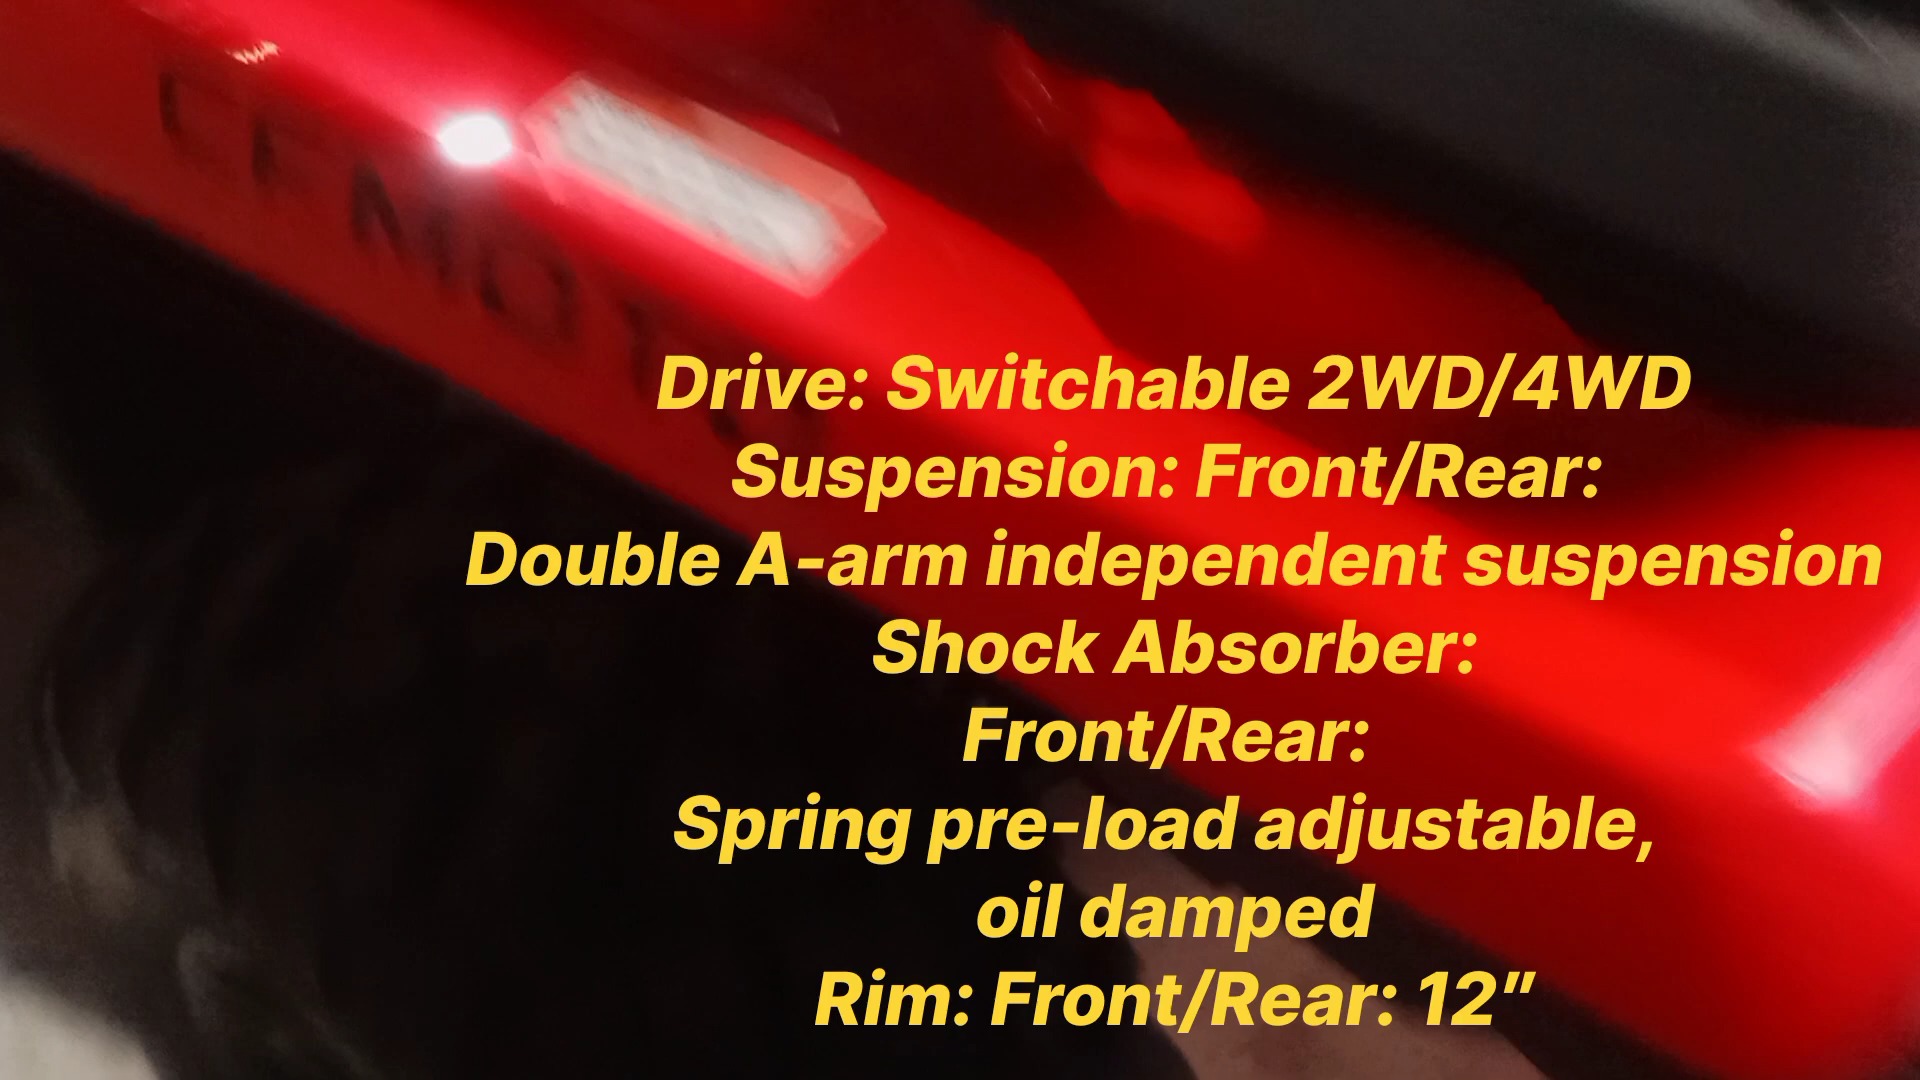 Drive: Switchable 2WD/4WD
Suspension: Front/Rear:
Double A-arm independent suspension
Shock Absorber:
Front/Rear:
Spring pre-load adjustable,
oil damped
Rim: Front/Rear: 12"